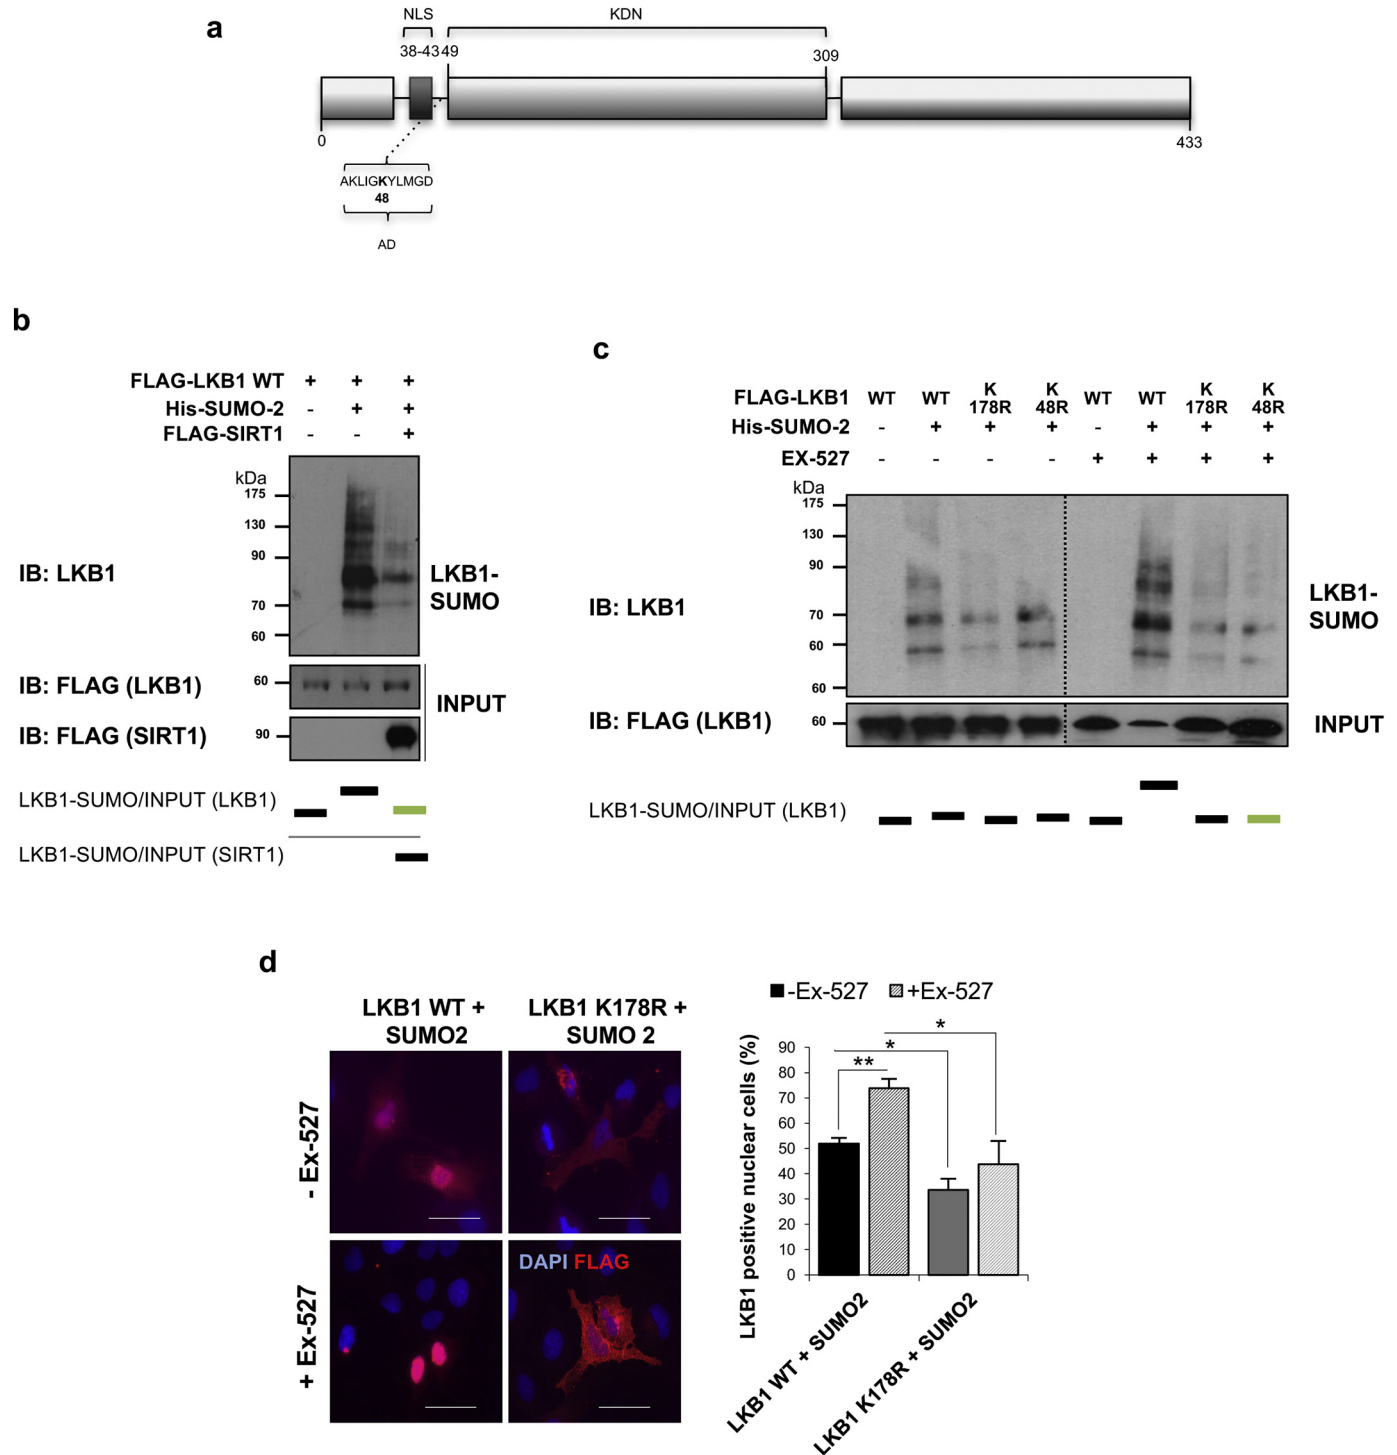 a
NLS
KDN
38-43 49
309
0
433
AKLIGKYLMGD
48
AD
b
FLAG-LKB1 WT + + +
His-SUMO-2 - + +
FLAG-SIRT1 - - +
kDa
175
130
90
70
60
IB: LKB1
LKB1-
SUMO
IB: FLAG (LKB1)
60
INPUT
IB: FLAG (SIRT1)
90
LKB1-SUMO/INPUT (LKB1)
LKB1-SUMO/INPUT (SIRT1)
c
FLAG-LKB1 WT WT K 178R K 48R WT WT K 178R K 48R
His-SUMO-2 - + + + - + + +
EX-527 - - - - + + + +
kDa
175
130
90
70
60
60
IB: LKB1
LKB1-
SUMO
IB: FLAG (LKB1)
60
INPUT
LKB1-SUMO/INPUT (LKB1)
d
LKB1 WT +
SUMO2
LKB1 K178R +
SUMO 2
- Ex-527
+ Ex-527
DAPI FLAG
-Ex-527 +Ex-527
LKB1 positive nuclear cells (%)
90
80
70
60
50
40
30
20
10
0
*
*
**
LKB1 WT + SUMO2
LKB1 K178R + SUMO2